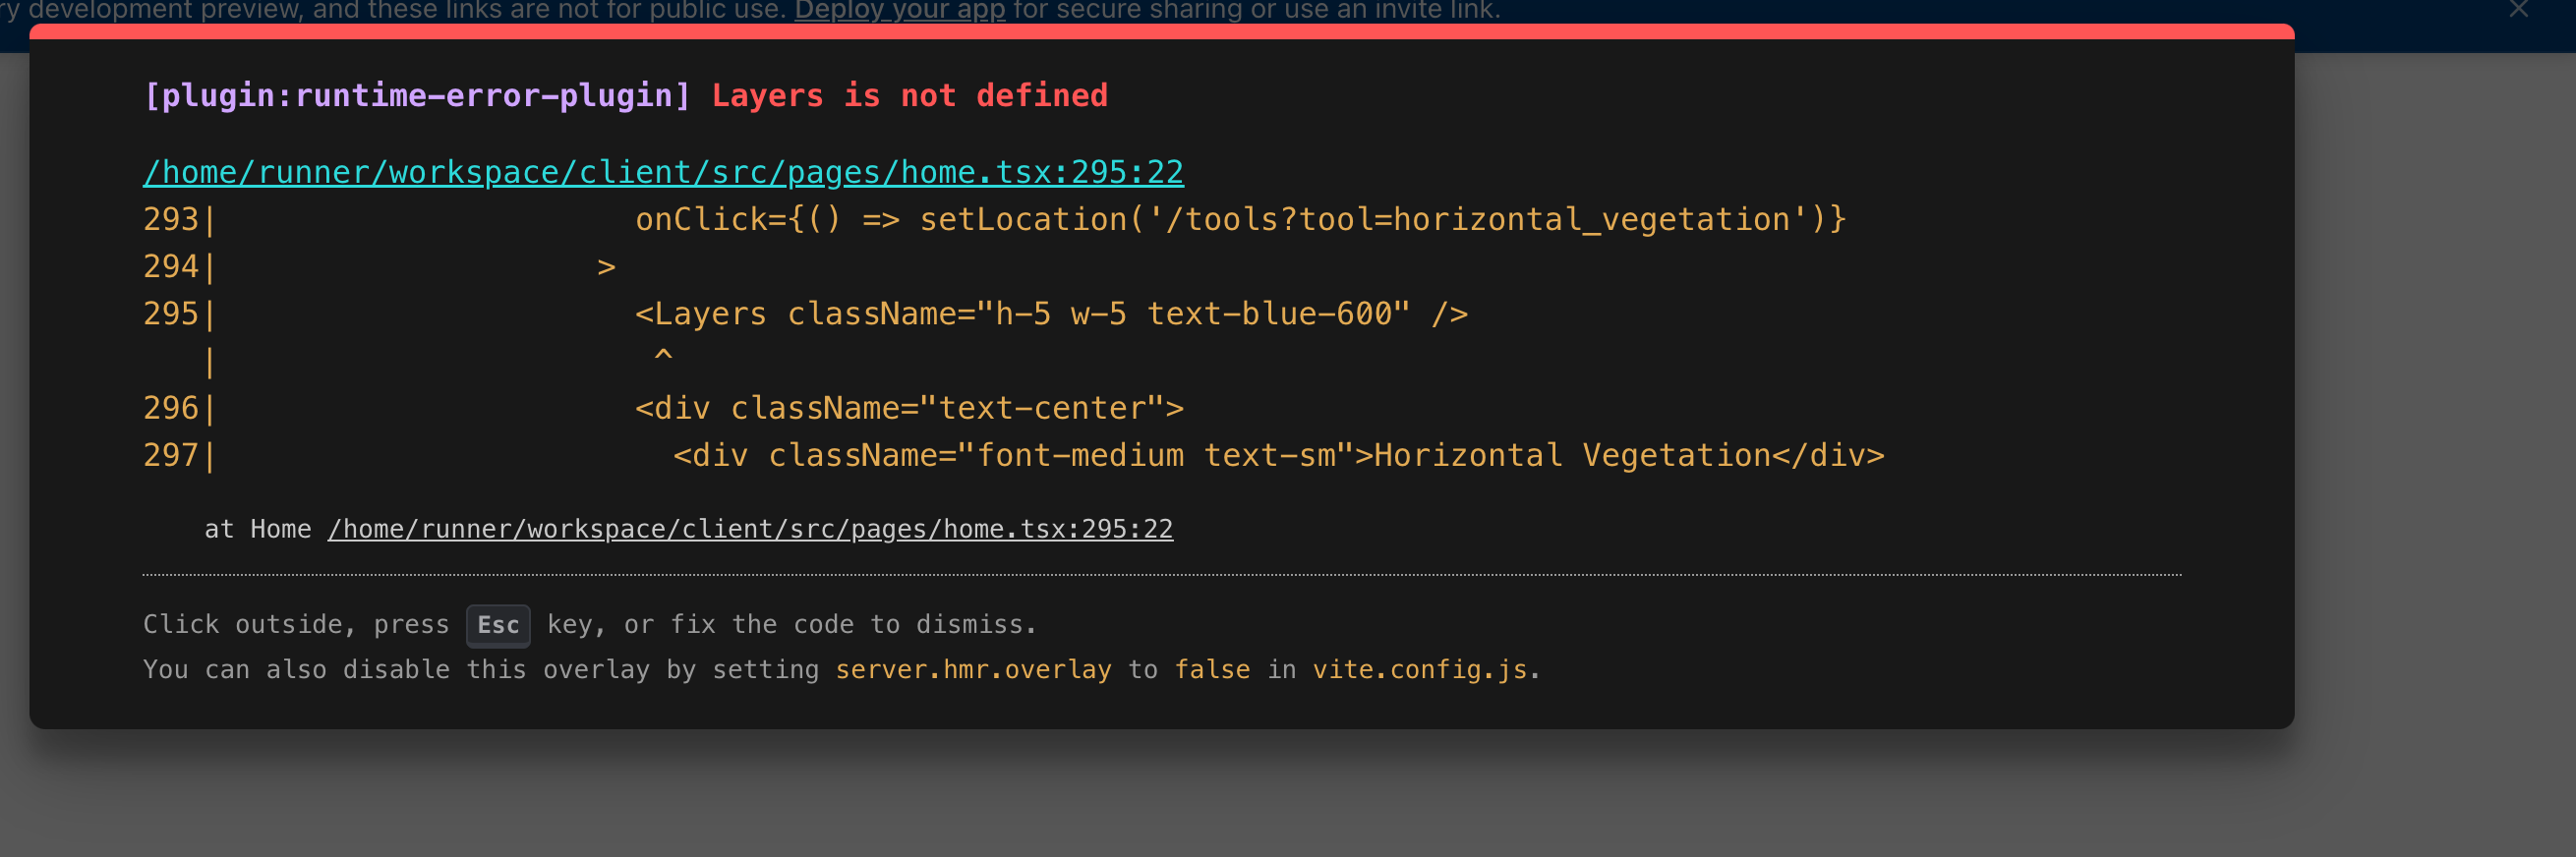 ry development preview, and these links are not for public use. Deploy your app for secure sharing or use an invite link.
[plugin:runtime-error-plugin] Layers is not defined
/home/runner/workspace/client/src/pages/home.tsx:295:22
293|                      onClick={() => setLocation('/tools?tool=horizontal_vegetation')}
294|                    >
295|                      <Layers className="h-5 w-5 text-blue-600" />
   |                       ^
296|                      <div className="text-center">
297|                        <div className="font-medium text-sm">Horizontal Vegetation</div>
at Home /home/runner/workspace/client/src/pages/home.tsx:295:22
Click outside, press Esc key, or fix the code to dismiss.
You can also disable this overlay by setting server.hmr.overlay to false in vite.config.js.